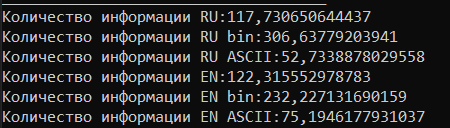 Количество информации RU:117,730650644437
Количество информации RU bin:306,63779203941
Количество информации RU ASCII:52,7338878029558
Количество информации EN:122,315552978783
Количество информации EN bin:232,227131690159
Количество информации EN ASCII:75,1946177931037